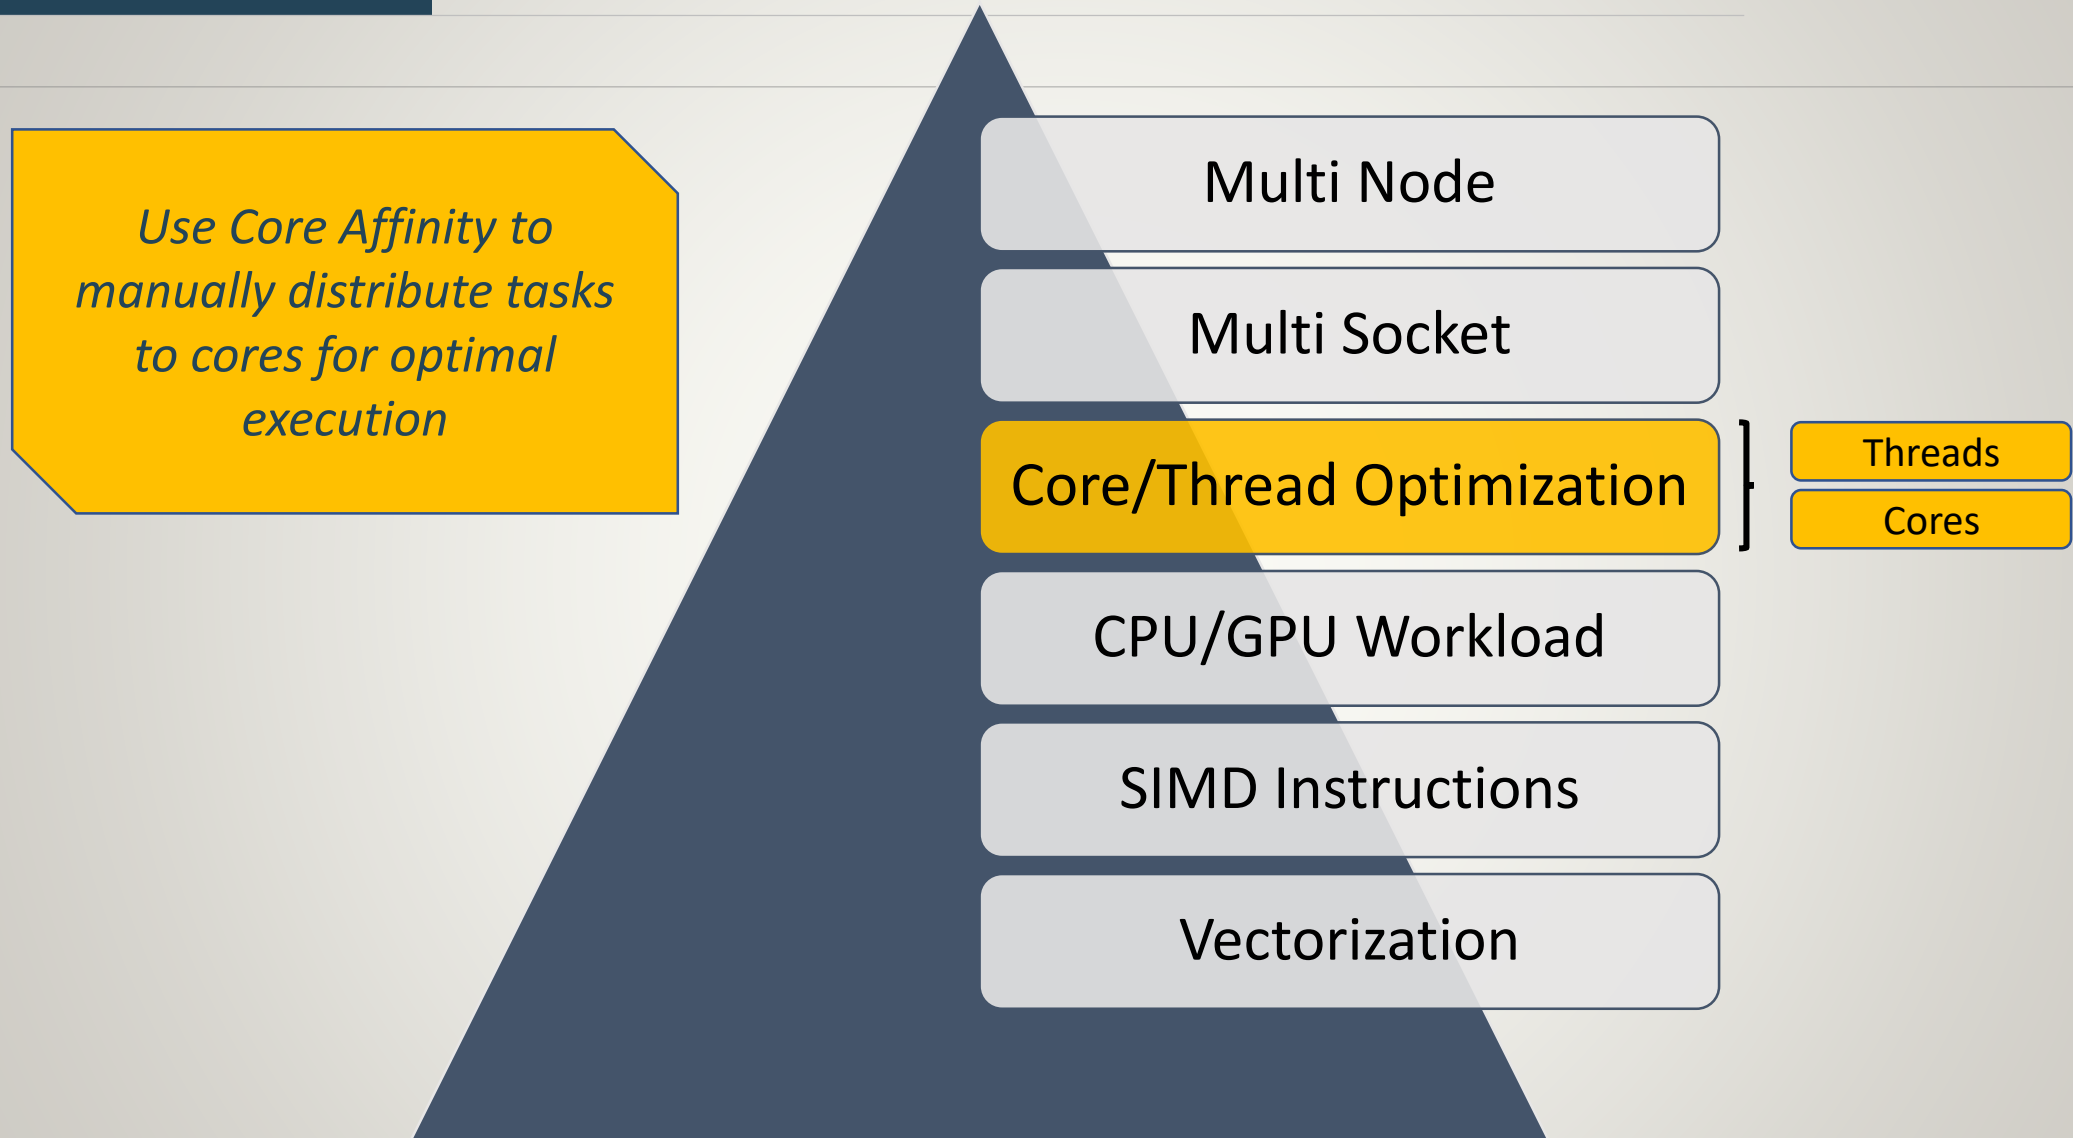 Use Core Affinity to
manually distribute tasks
to cores for optimal
execution
Multi Node
Multi Socket
Core/Thread Optimization
Threads
Cores
CPU/GPU Workload
SIMD Instructions
Vectorization